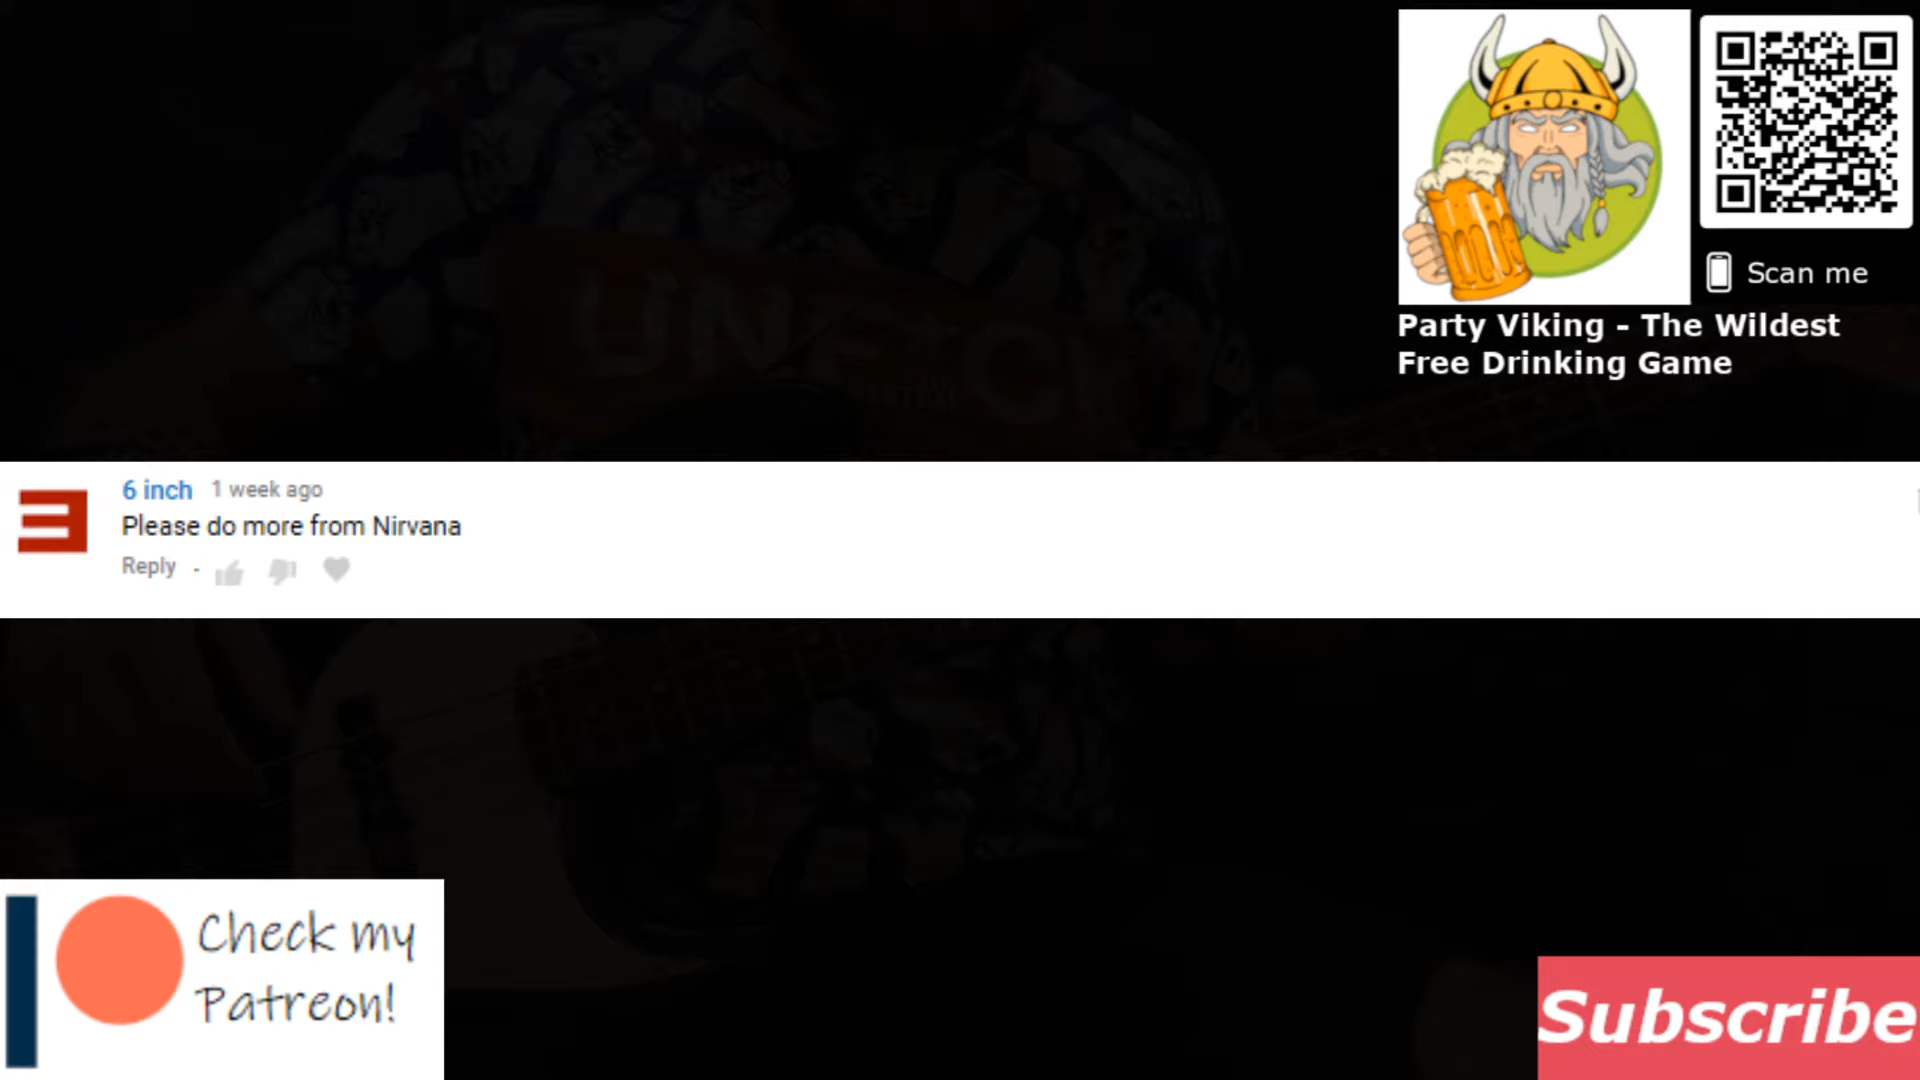 Scan me
Party Viking - The Wildest
Free Drinking Game
6 inch 1 week ago
Please do more from Nirvana
Reply -
Check my
Patreon!
Subscribe